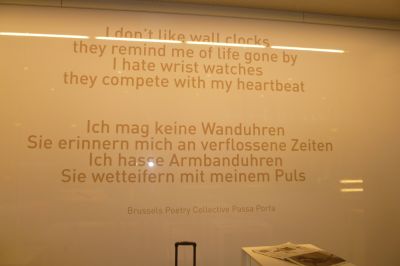 I don't like wall clocks
they remind me of life gone by
I hate wrist watches
they compete with my heartbeat
Ich mag keine Wanduhren
Sie erinnern mich an verflossene Zeiten
Ich hasse Armbanduhren
Sie wetteifern mit meinem Puls
Brussels Poetry Collective Passa Porta